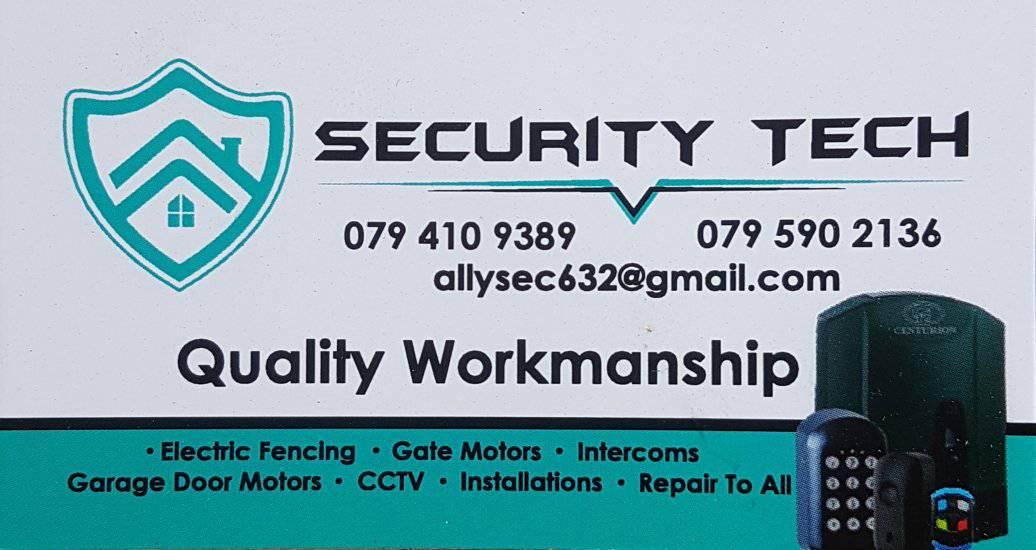 SECURITY TECH
079 410 9389 079 590 2136
allysec632@gmail.com
Quality Workmanship
CENTURION
• Electric Fencing • Gate Motors • Intercoms
Garage Door Motors • CCTV • Installations • Repair To All